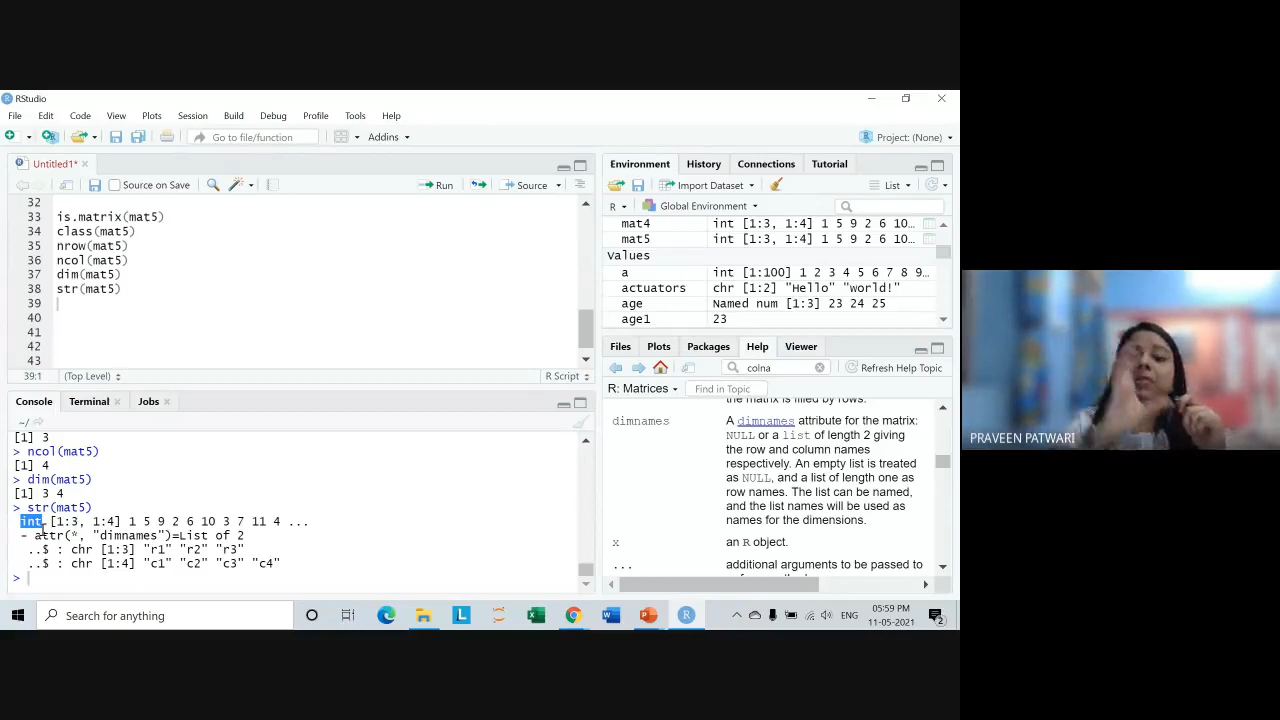 RStudio
File Edit Code View Plots Session Build Debug Profile Tools Help
Go to file/function Addins Project: (None)
Untitled1*
Source on Save Run Source
32
33 is.matrix(mat5)
34 class(mat5)
35 nrow(mat5)
36 ncol(mat5)
37 dim(mat5)
38 str(mat5)
39
40
41
42
43
39:1 (Top Level) R Script
Console Terminal Jobs
~/
[1] 3
> ncol(mat5)
[1] 4
> dim(mat5)
[1] 3 4
> str(mat5)
int [1:3, 1:4] 1 5 9 2 6 10 3 7 11 4 ...
- attr(*, "dimnames")=List of 2
..$ : chr [1:3] "r1" "r2" "r3"
..$ : chr [1:4] "c1" "c2" "c3" "c4"
>
Environment History Connections Tutorial
Import Dataset List
R Global Environment
mat4 int [1:3, 1:4] 1 5 9 2 6 10…
mat5 int [1:3, 1:4] 1 5 9 2 6 10…
Values
a int [1:100] 1 2 3 4 5 6 7 8 9…
actuators chr [1:2] "Hello" "world!"
age Named num [1:3] 23 24 25
age1 23
Files Plots Packages Help Viewer
colna Refresh Help Topic
R: Matrices Find in Topic
the matrix is filled by rows.
dimnames A dimnames attribute for the matrix:
NULL or a list of length 2 giving
the row and column names
respectively. An empty list is treated
as NULL, and a list of length one as
row names. The list can be named,
and the list names will be used as
names for the dimensions.
x an R object.
... additional arguments to be passed to
PRAVEEN PATWARI
Search for anything
ENG
05:59 PM
11-05-2021
2